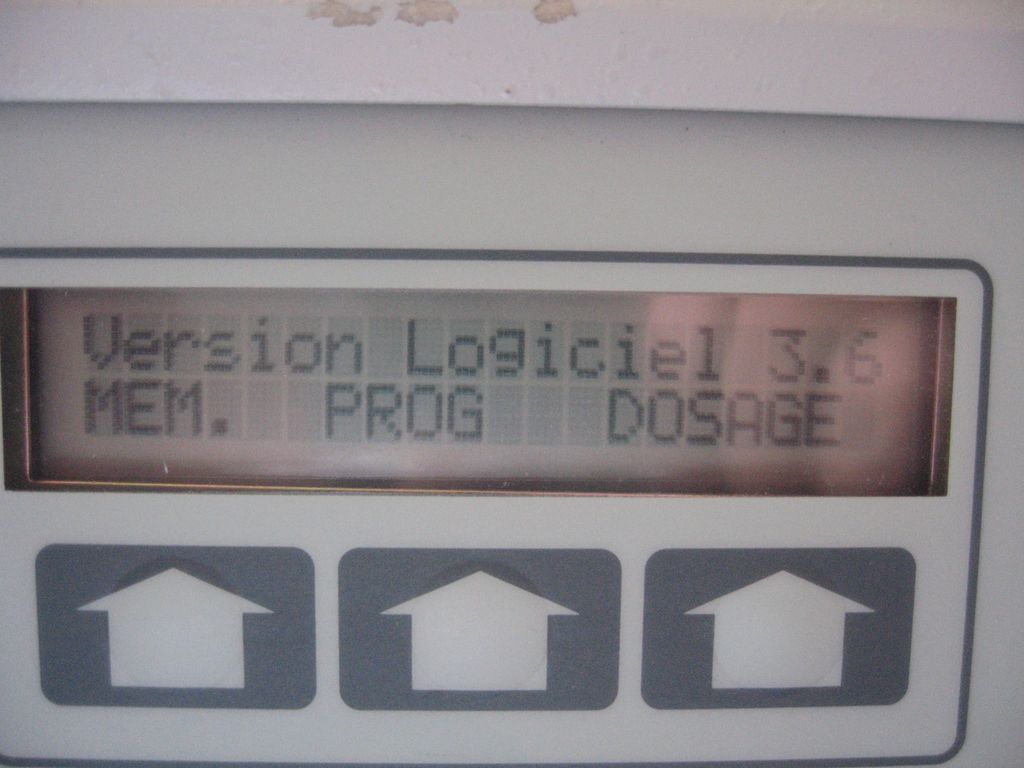 Version Logiciel 3.6
MEM. PROG DOSAGE